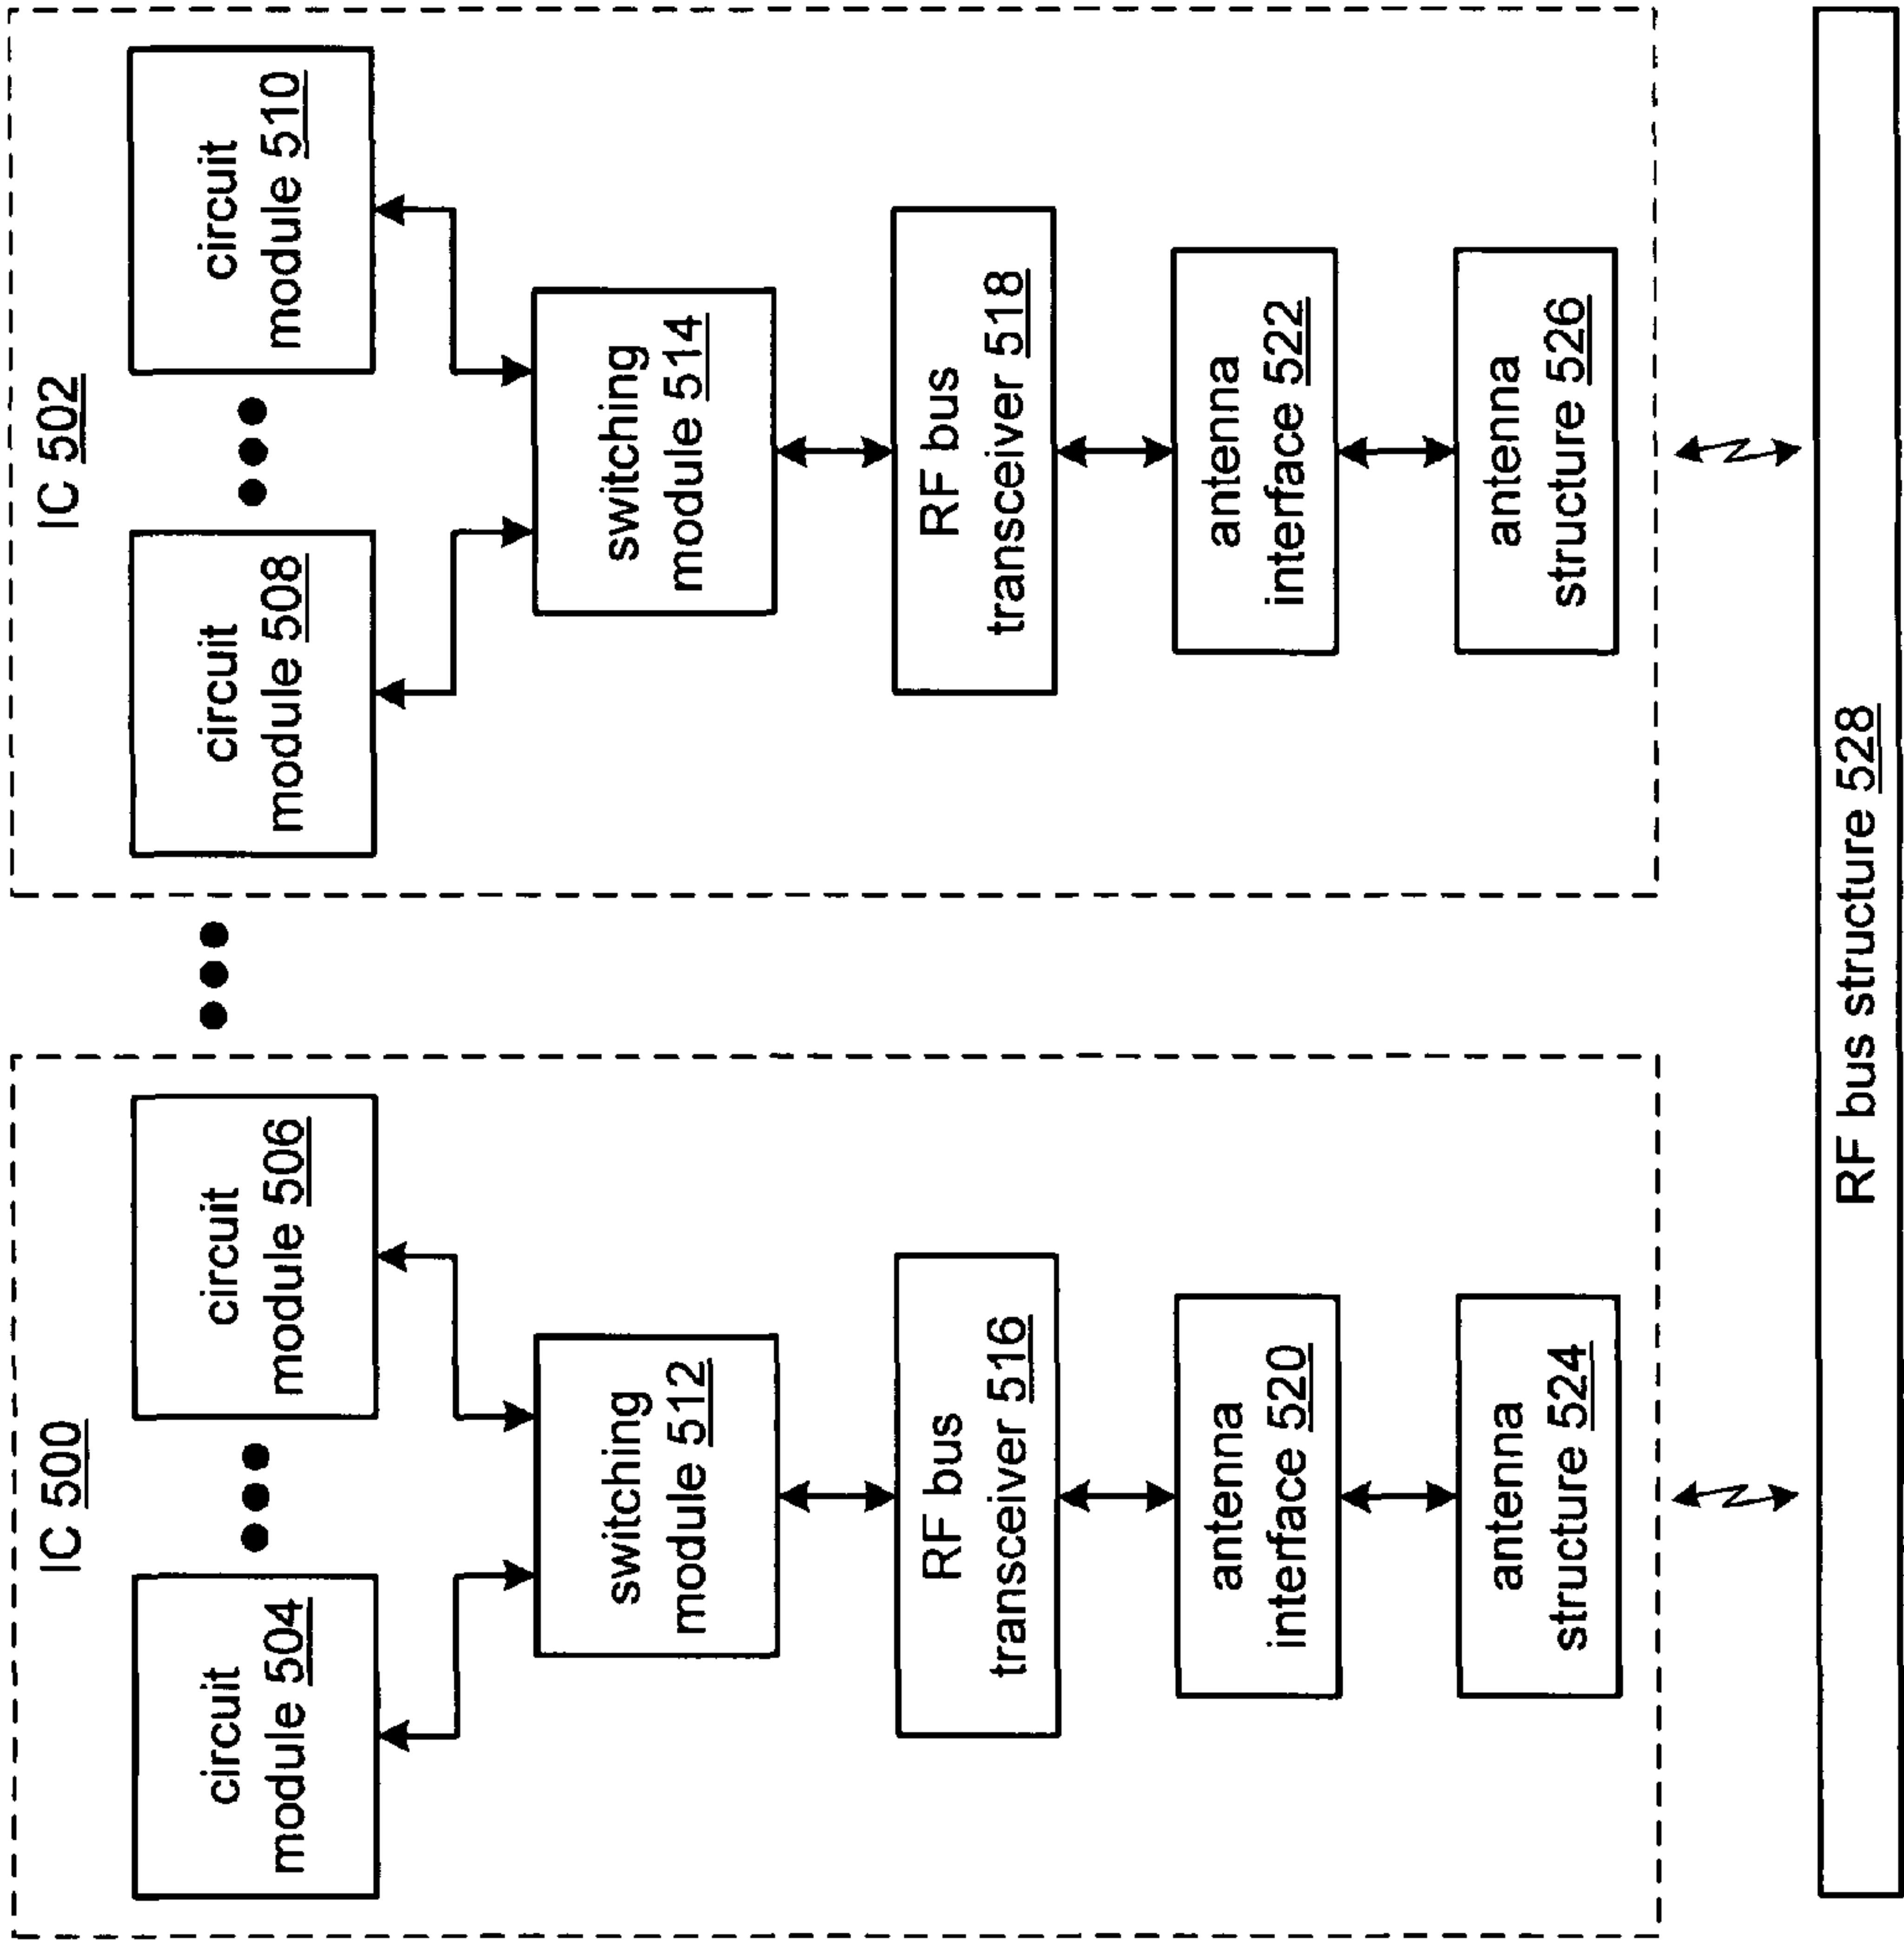 IC 500
circuit
module 504
circuit
module 506
switching
module 512
RF bus
transceiver 516
antenna
interface 520
antenna
structure 524
IC 502
circuit
module 508
circuit
module 510
switching
module 514
RF bus
transceiver 518
antenna
interface 522
antenna
structure 526
RF bus structure 528